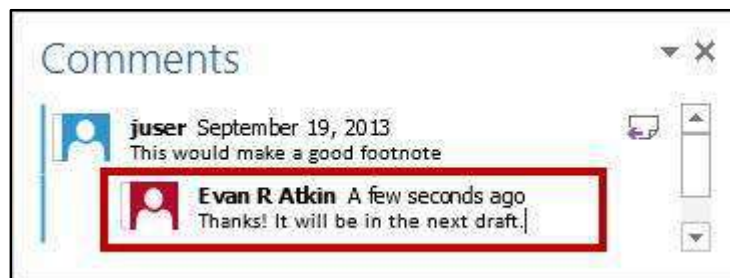 Comments
juser September 19, 2013
This would make a good footnote
Evan R Atkin A few seconds ago
Thanks! It will be in the next draft.